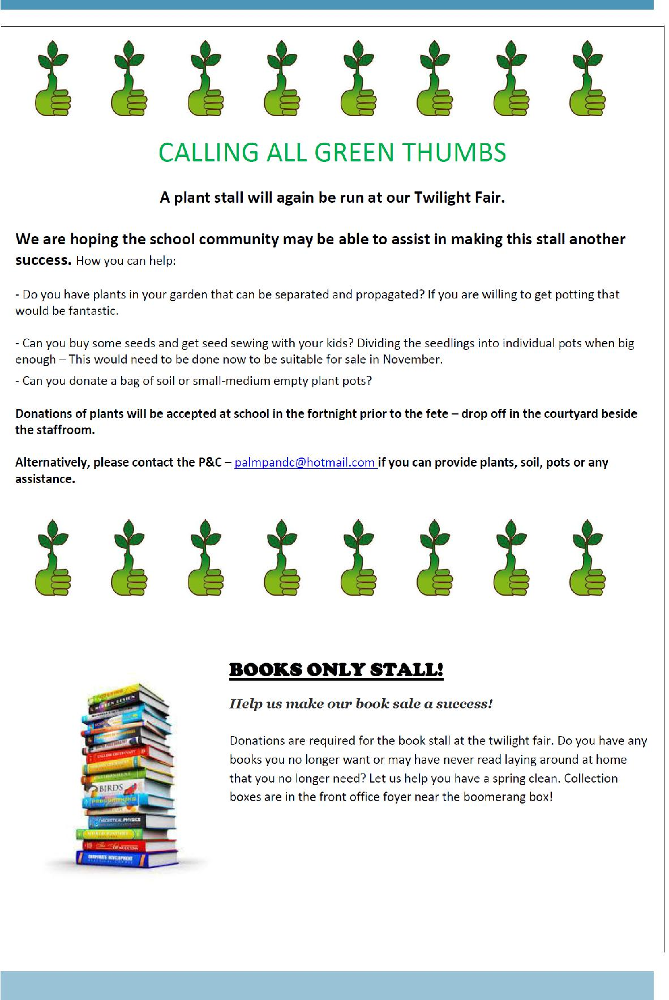 CALLING ALL GREEN THUMBS
A plant stall will again be run at our Twilight Fair.
We are hoping the school community may be able to assist in making this stall another
success. How you can help:
- Do you have plants in your garden that can be separated and propagated? If you are willing to get potting that
would be fantastic.
- Can you buy some seeds and get seed sewing with your kids? Dividing the seedlings into individual pots when big
enough – This would need to be done now to be suitable for sale in November.
- Can you donate a bag of soil or small-medium empty plant pots?
Donations of plants will be accepted at school in the fortnight prior to the fete – drop off in the courtyard beside
the staffroom.
Alternatively, please contact the P&C – palmpandc@hotmail.com if you can provide plants, soil, pots or any
assistance.
BOOKS ONLY STALL!
Help us make our book sale a success!
Donations are required for the book stall at the twilight fair. Do you have any
books you no longer want or may have never read laying around at home
that you no longer need? Let us help you have a spring clean. Collection
boxes are in the front office foyer near the boomerang box!
MODERN DESIGN
ENGLISH DICTIONARY
BIRDS
PROGRAMMING
THEORETICAL PHYSICS
WORLD HISTORY
CORPORATE DEVELOPMENT